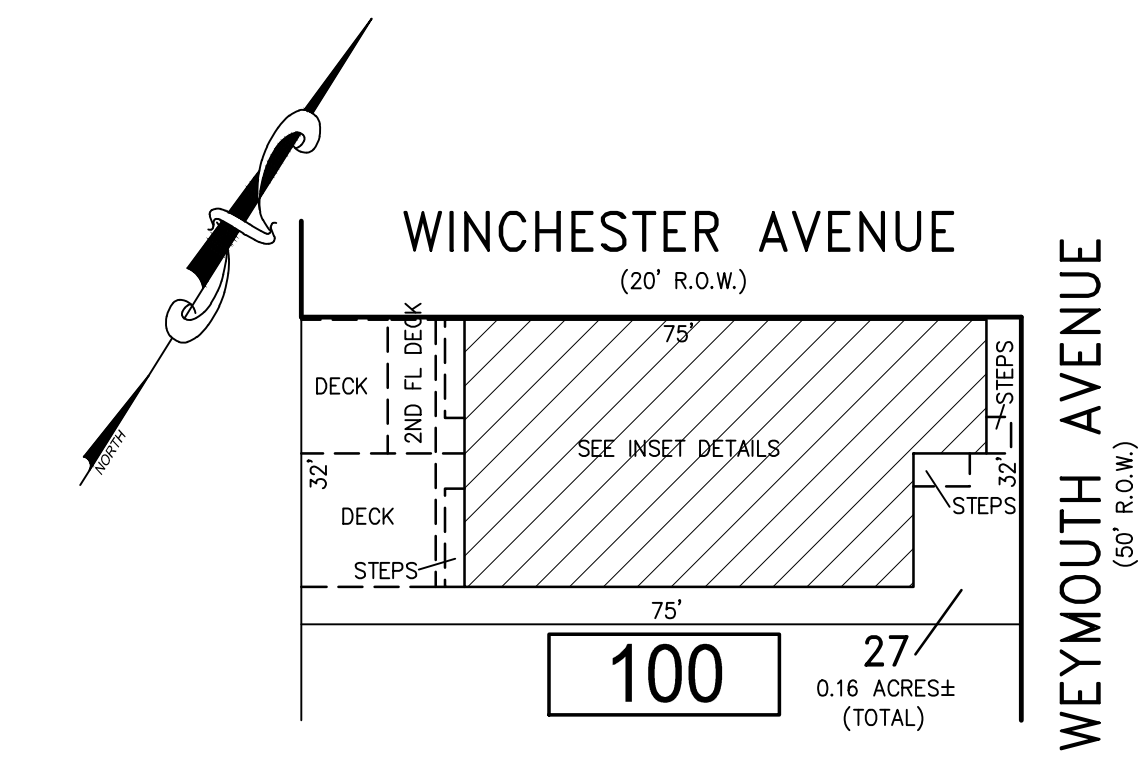 WINCHESTER AVENUE
(20' R.O.W.)
75'
DECK
2ND FL DECK
STEPS
NORTH
SEE INSET DETAILS
32'
32'
STEPS
DECK
STEPS
75'
WEYMOUTH AVENUE
(50' R.O.W.)
100
27
0.16 ACRES±
(TOTAL)